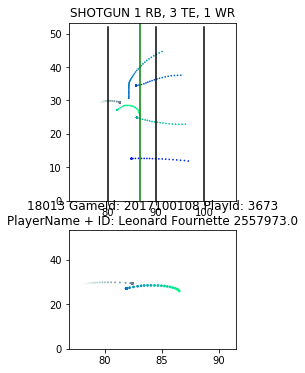 SHOTGUN 1 RB, 3 TE, 1 WR
50
40
30
20
10
0
80 90 100
18013 GameId: 2017100108 PlayId: 3673
PlayerName + ID: Leonard Fournette 2557973.0
40
20
0
80 85 90